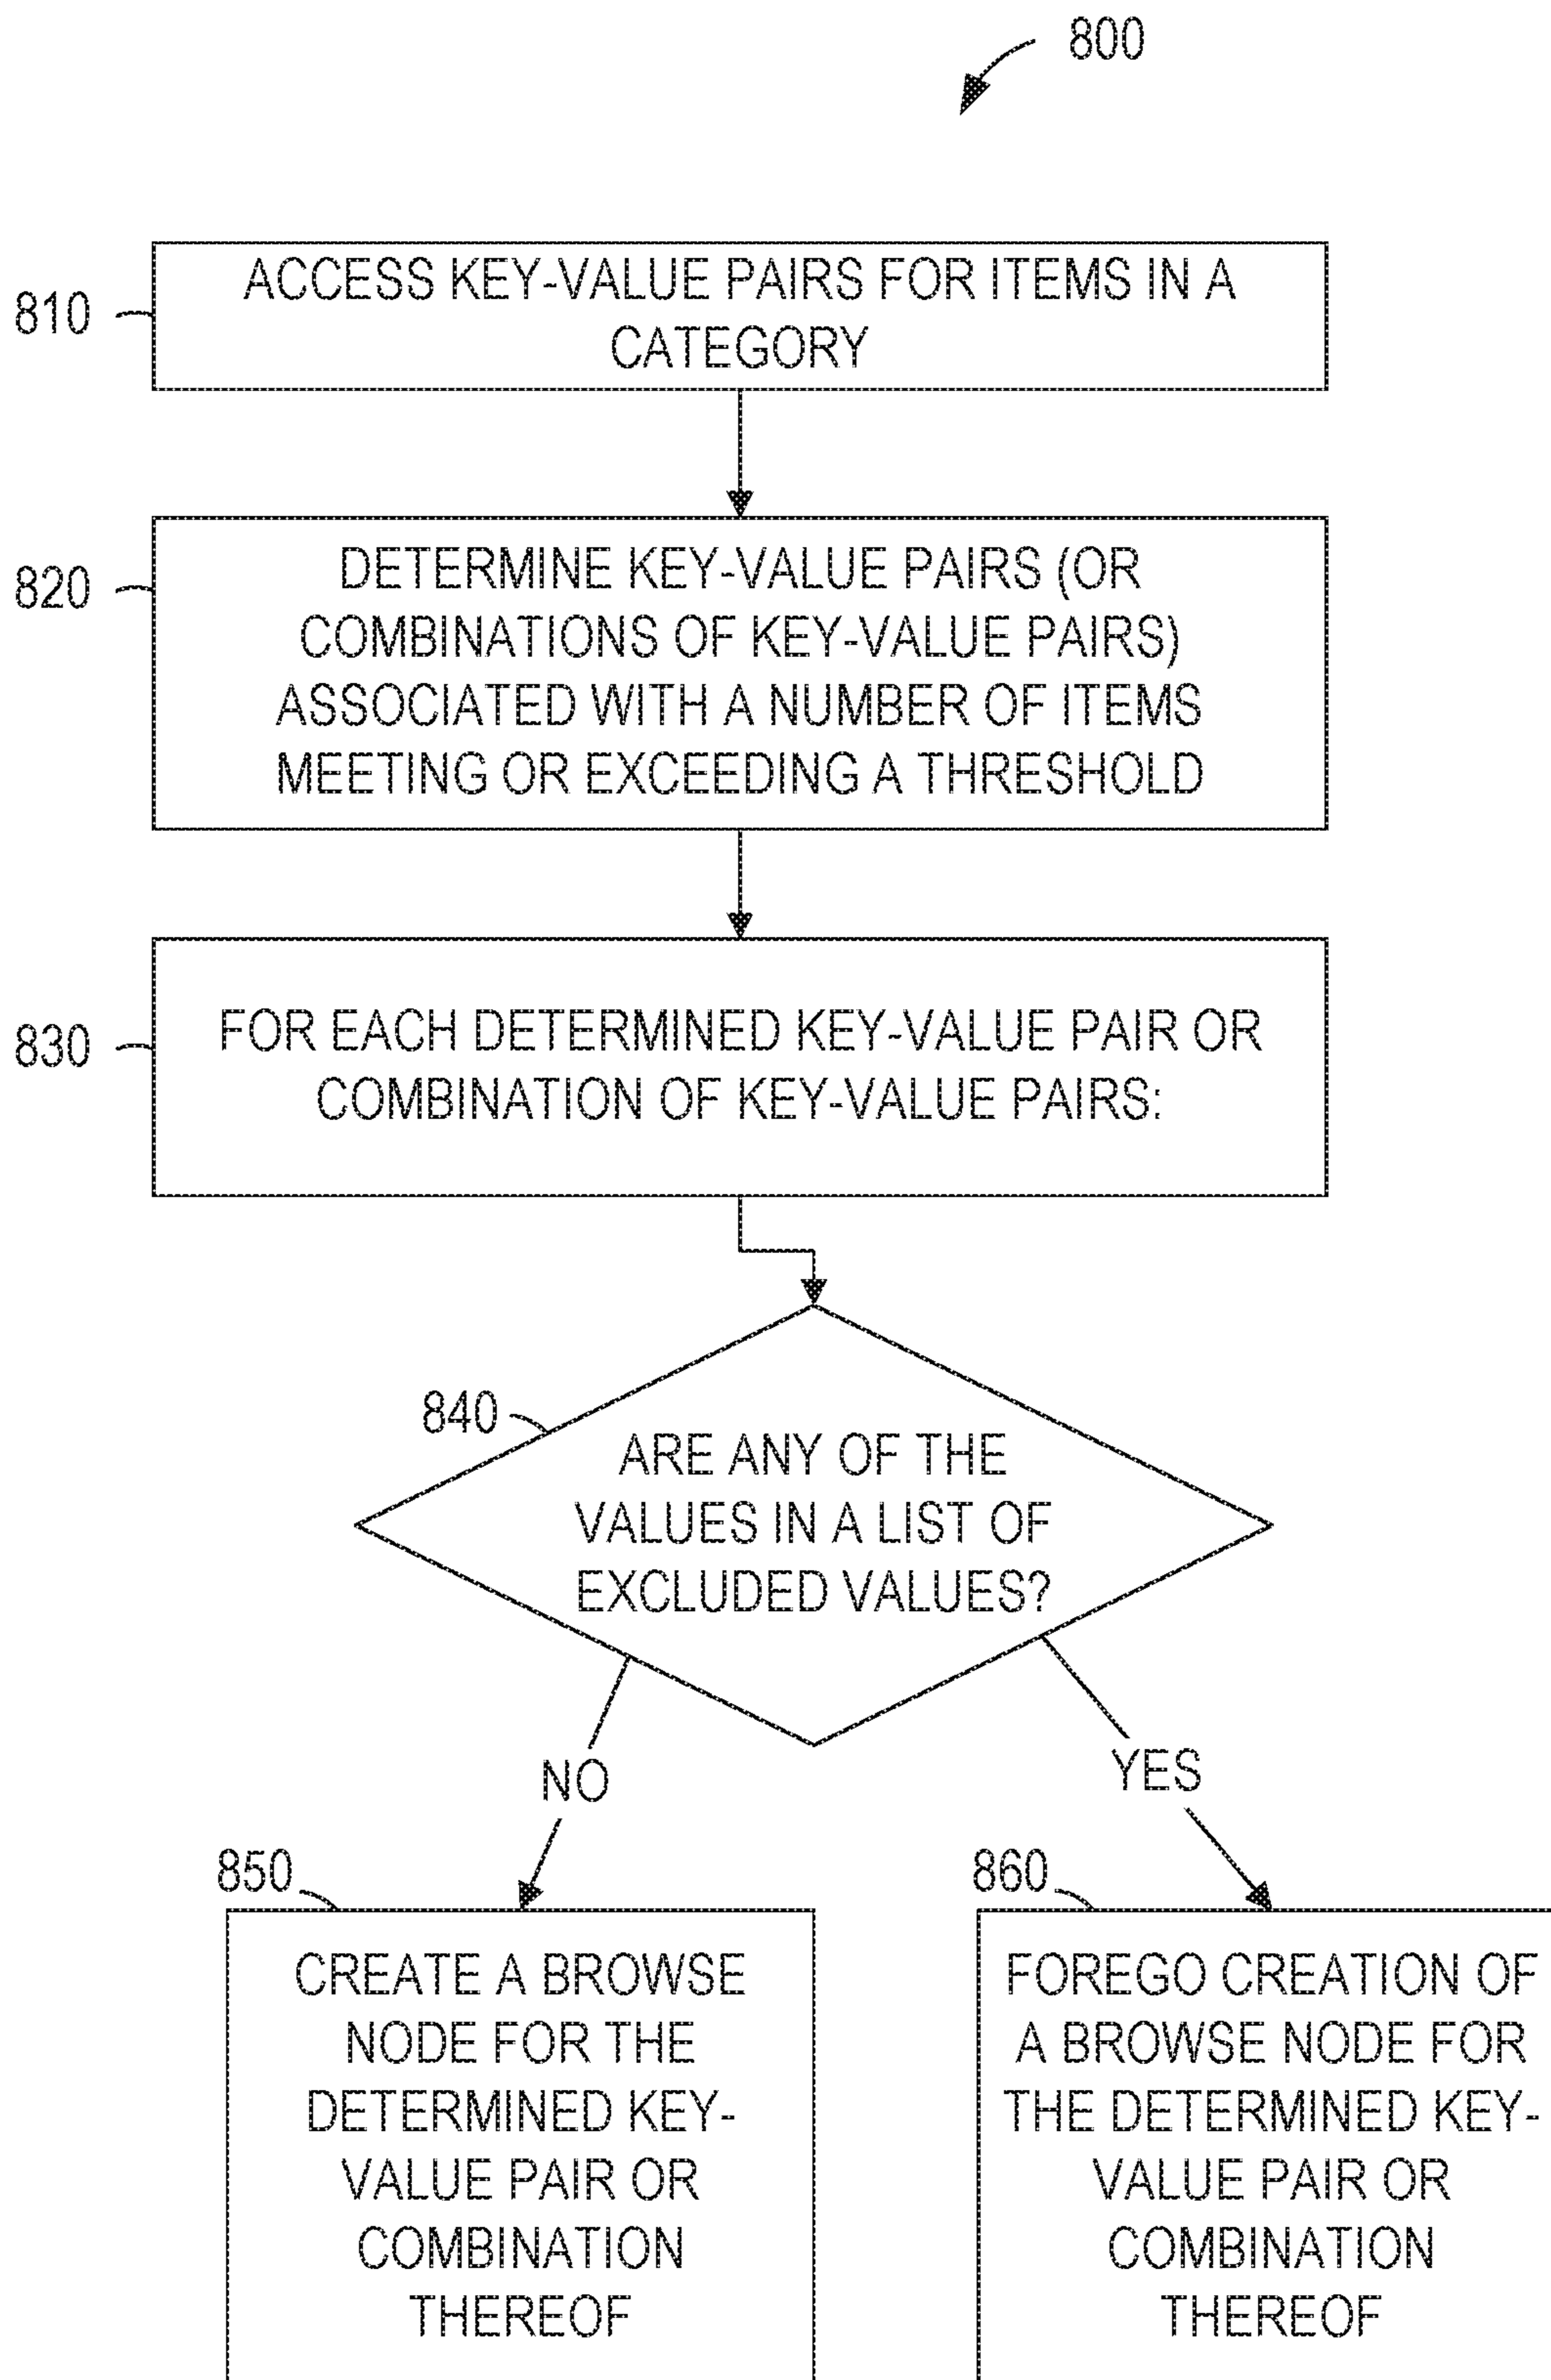 800
810
ACCESS KEY-VALUE PAIRS FOR ITEMS IN A
CATEGORY
820
DETERMINE KEY-VALUE PAIRS (OR
COMBINATIONS OF KEY-VALUE PAIRS)
ASSOCIATED WITH A NUMBER OF ITEMS
MEETING OR EXCEEDING A THRESHOLD
830
FOR EACH DETERMINED KEY-VALUE PAIR OR
COMBINATION OF KEY-VALUE PAIRS:
840
ARE ANY OF THE
VALUES IN A LIST OF
EXCLUDED VALUES?
NO
YES
850
CREATE A BROWSE
NODE FOR THE
DETERMINED KEY-
VALUE PAIR OR
COMBINATION
THEREOF
860
FOREGO CREATION OF
A BROWSE NODE FOR
THE DETERMINED KEY-
VALUE PAIR OR
COMBINATION
THEREOF